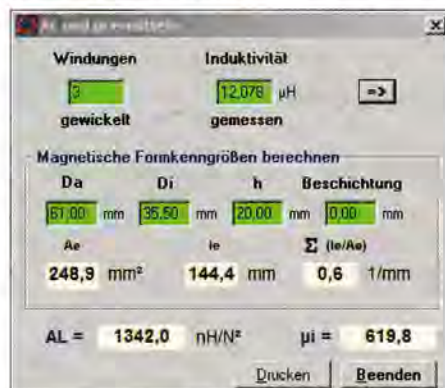 Windungen Induktivität
3 12,078 µH =>
gewickelt gemessen
Magnetische Formkenngrößen berechnen
Da Di h Beschichtung
61,00 mm 35,50 mm 20,00 mm 0,00 mm
Ae le Σ (le/Ae)
248,9 mm² 144,4 mm 0,6 1/mm
AL = 1342,0 nH/N² µi = 619,8
Drucken Beenden